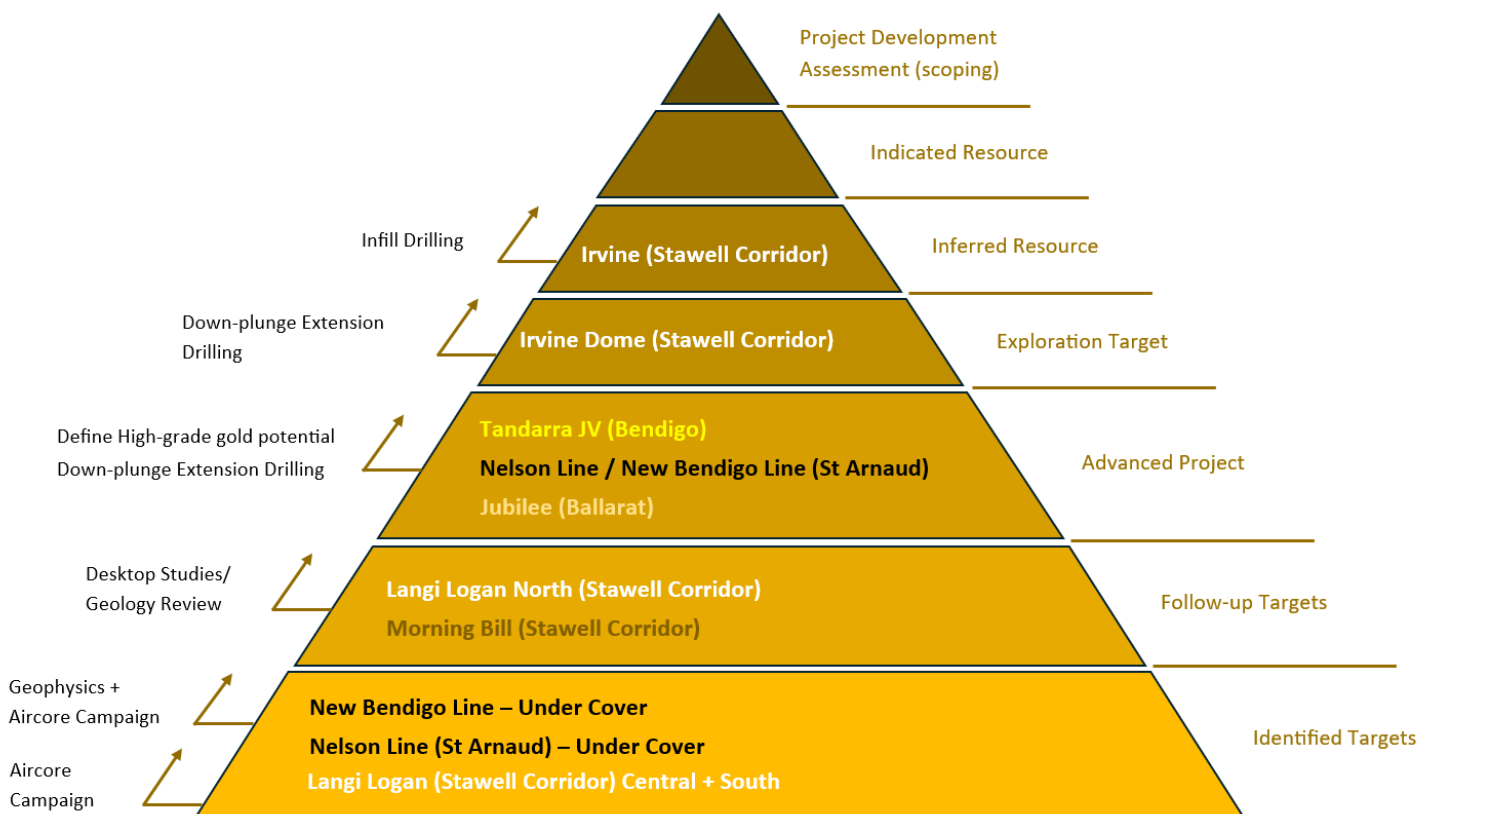 Project Development
Assessment (scoping)
Indicated Resource
Infill Drilling
Irvine (Stawell Corridor)
Inferred Resource
Down-plunge Extension
Drilling
Irvine Dome (Stawell Corridor)
Exploration Target
Define High-grade gold potential
Down-plunge Extension Drilling
Tandarra JV (Bendigo)
Nelson Line / New Bendigo Line (St Arnaud)
Jubilee (Ballarat)
Advanced Project
Desktop Studies/
Geology Review
Langi Logan North (Stawell Corridor)
Morning Bill (Stawell Corridor)
Follow-up Targets
Geophysics +
Aircore Campaign
Aircore
Campaign
New Bendigo Line – Under Cover
Nelson Line (St Arnaud) – Under Cover
Langi Logan (Stawell Corridor) Central + South
Identified Targets